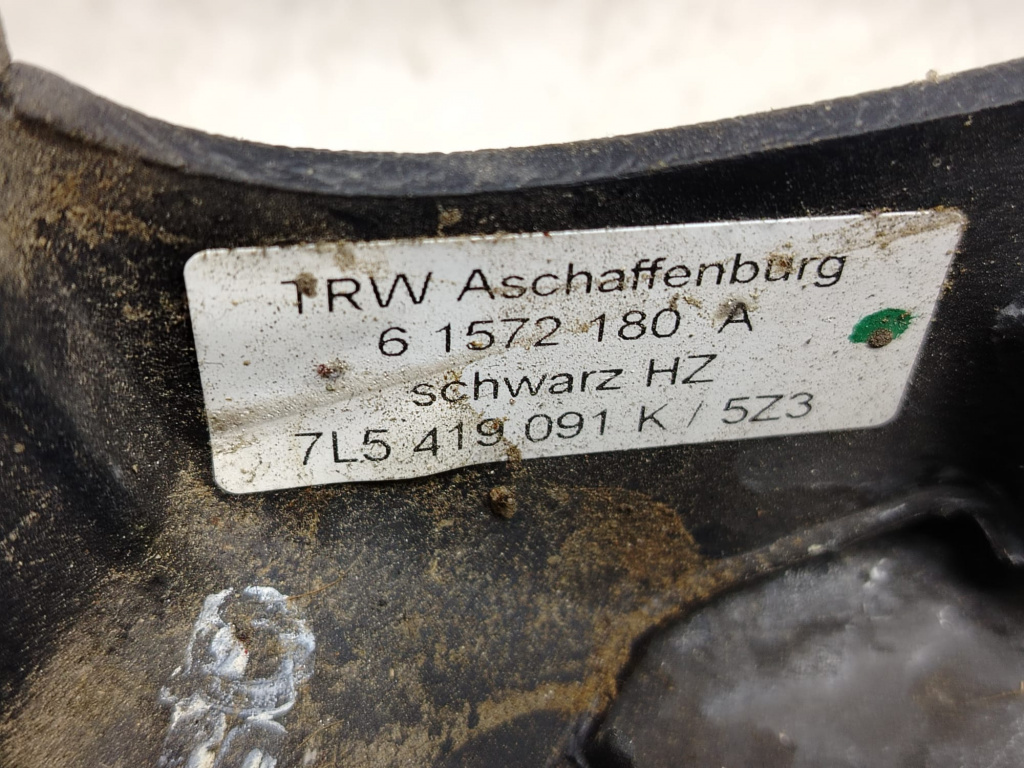 TRW Aschaffenburg
6 1572 180 A
schwarz HZ
7L5 419 091 K / 5Z3